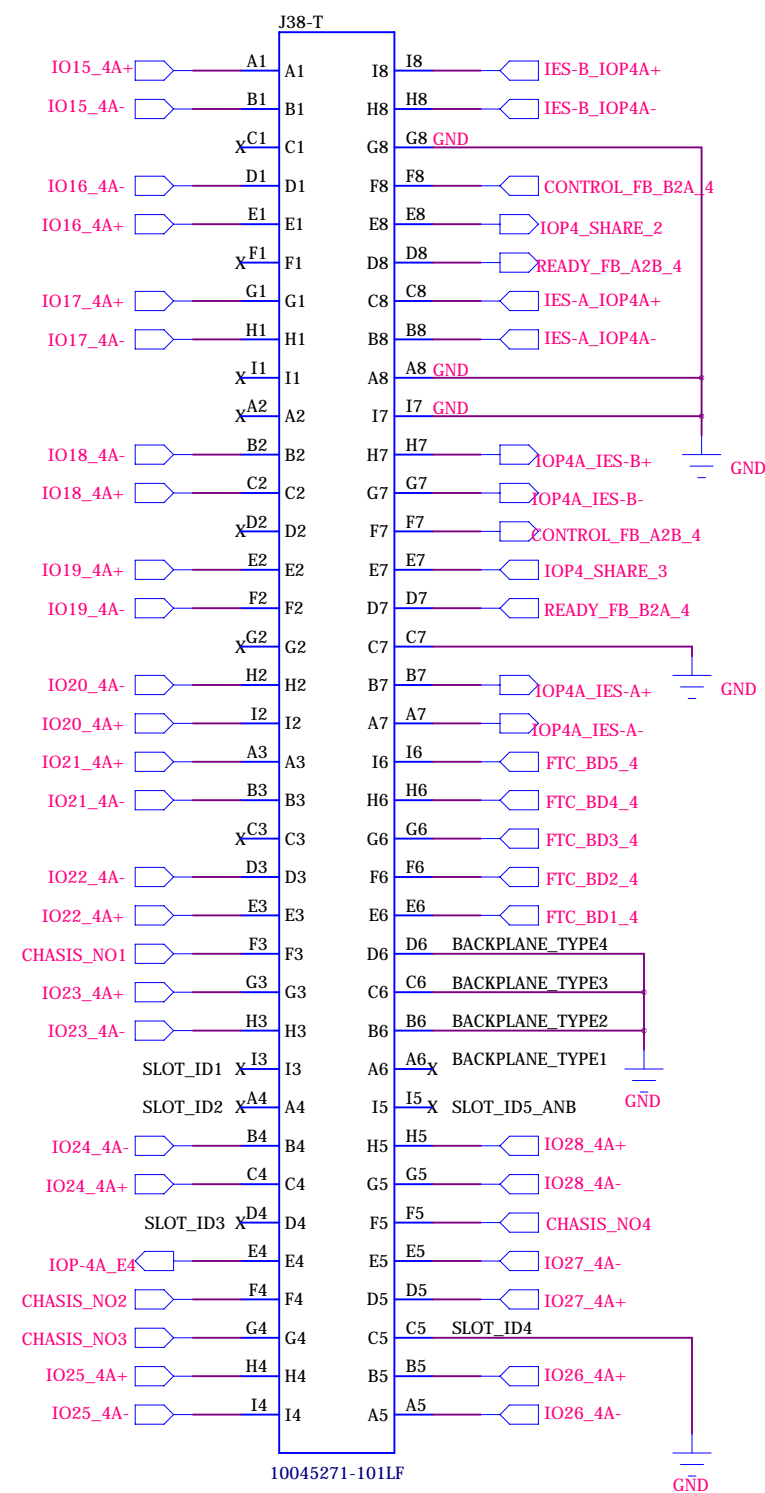 J38-T
IO15_4A+ A1 A1 I8 I8 IES-B_IOP4A+
IO15_4A- B1 B1 H8 H8 IES-B_IOP4A-
X C1 C1 G8 G8 GND
IO16_4A- D1 D1 F8 F8 CONTROL_FB_B2A_4
IO16_4A+ E1 E1 E8 E8 IOP4_SHARE_2
X F1 F1 D8 D8 READY_FB_A2B_4
IO17_4A+ G1 G1 C8 C8 IES-A_IOP4A+
IO17_4A- H1 H1 B8 B8 IES-A_IOP4A-
X I1 I1 A8 A8 GND
X A2 A2 I7 I7 GND
IO18_4A- B2 B2 H7 H7 IOP4A_IES-B+ GND
IO18_4A+ C2 C2 G7 G7 IOP4A_IES-B-
X D2 D2 F7 F7 CONTROL_FB_A2B_4
IO19_4A+ E2 E2 E7 E7 IOP4_SHARE_3
IO19_4A- F2 F2 D7 D7 READY_FB_B2A_4
X G2 G2 C7 C7
IO20_4A- H2 H2 B7 B7 IOP4A_IES-A+ GND
IO20_4A+ I2 I2 A7 A7 IOP4A_IES-A-
IO21_4A+ A3 A3 I6 I6 FTC_BD5_4
IO21_4A- B3 B3 H6 H6 FTC_BD4_4
X C3 C3 G6 G6 FTC_BD3_4
IO22_4A- D3 D3 F6 F6 FTC_BD2_4
IO22_4A+ E3 E3 E6 E6 FTC_BD1_4
CHASIS_NO1 F3 F3 D6 D6 BACKPLANE_TYPE4
IO23_4A+ G3 G3 C6 C6 BACKPLANE_TYPE3
IO23_4A- H3 H3 B6 B6 BACKPLANE_TYPE2
SLOT_ID1 X I3 I3 A6 A6 X BACKPLANE_TYPE1
GND
SLOT_ID2 X A4 A4 I5 I5 X SLOT_ID5_ANB
IO24_4A- B4 B4 H5 H5 IO28_4A+
IO24_4A+ C4 C4 G5 G5 IO28_4A-
SLOT_ID3 X D4 D4 F5 F5 CHASIS_NO4
IOP-4A_E4 E4 E4 E5 E5 IO27_4A-
CHASIS_NO2 F4 F4 D5 D5 IO27_4A+
CHASIS_NO3 G4 G4 C5 C5 SLOT_ID4
IO25_4A+ H4 H4 B5 B5 IO26_4A+
IO25_4A- I4 I4 A5 A5 IO26_4A-
10045271-101LF
GND